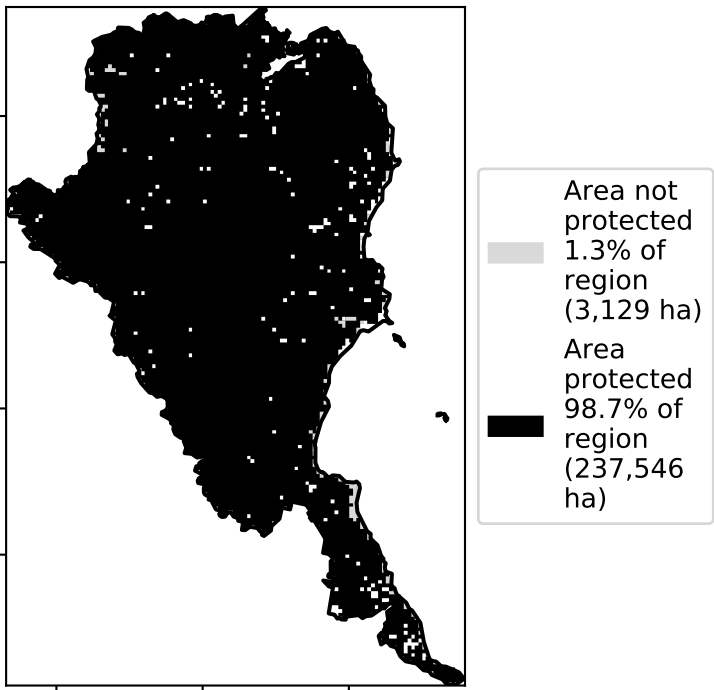 Area not
protected
1.3% of
region
(3,129 ha)
Area
protected
98.7% of
region
(237,546
ha)